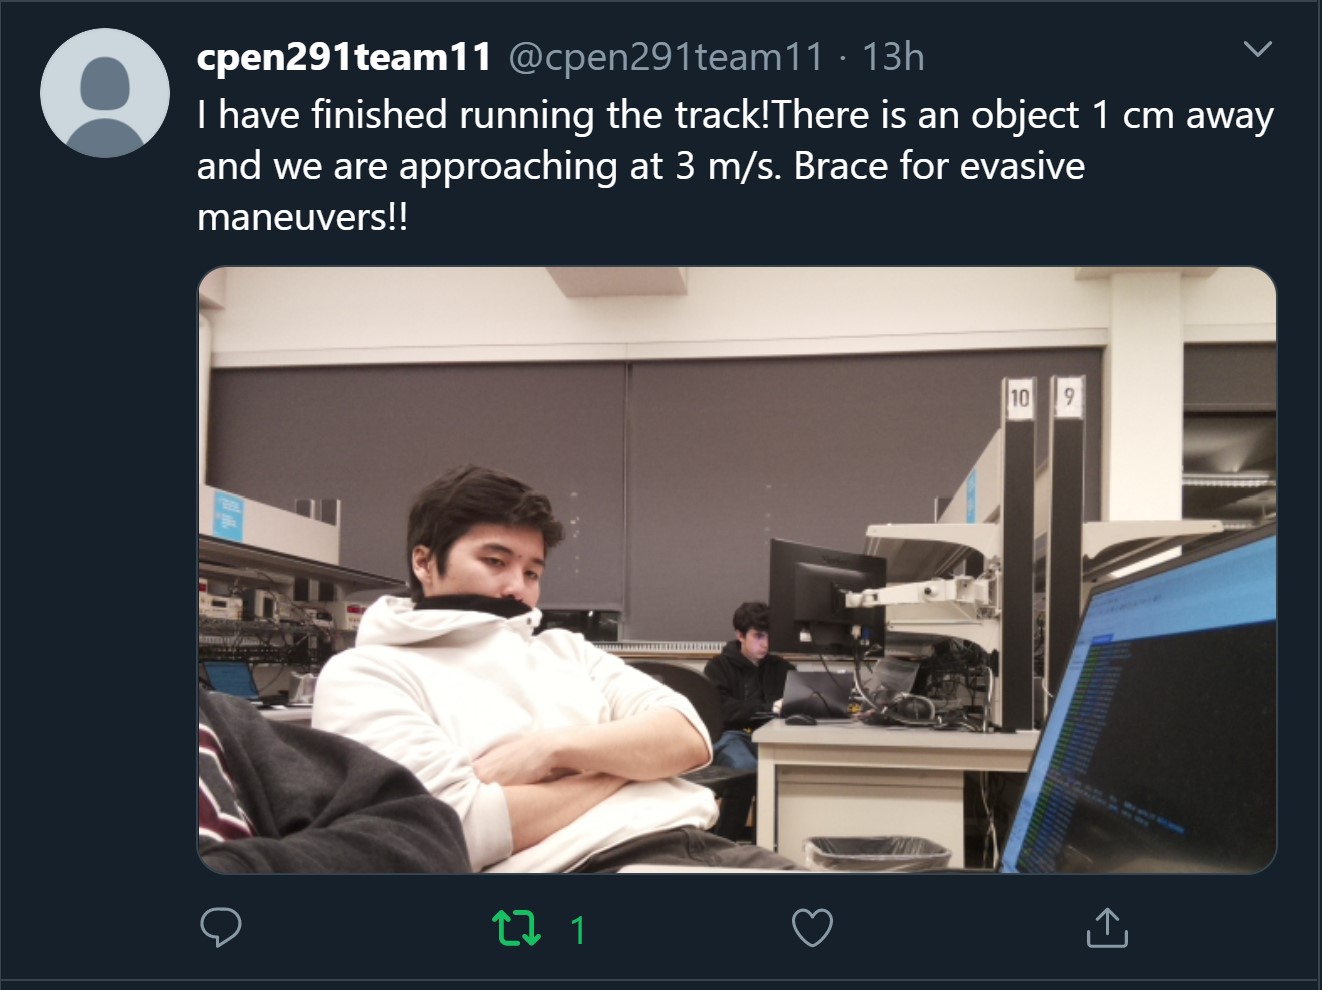 cpen291team11 @cpen291team11 · 13h
I have finished running the track!There is an object 1 cm away
and we are approaching at 3 m/s. Brace for evasive
maneuvers!!
10
9
1